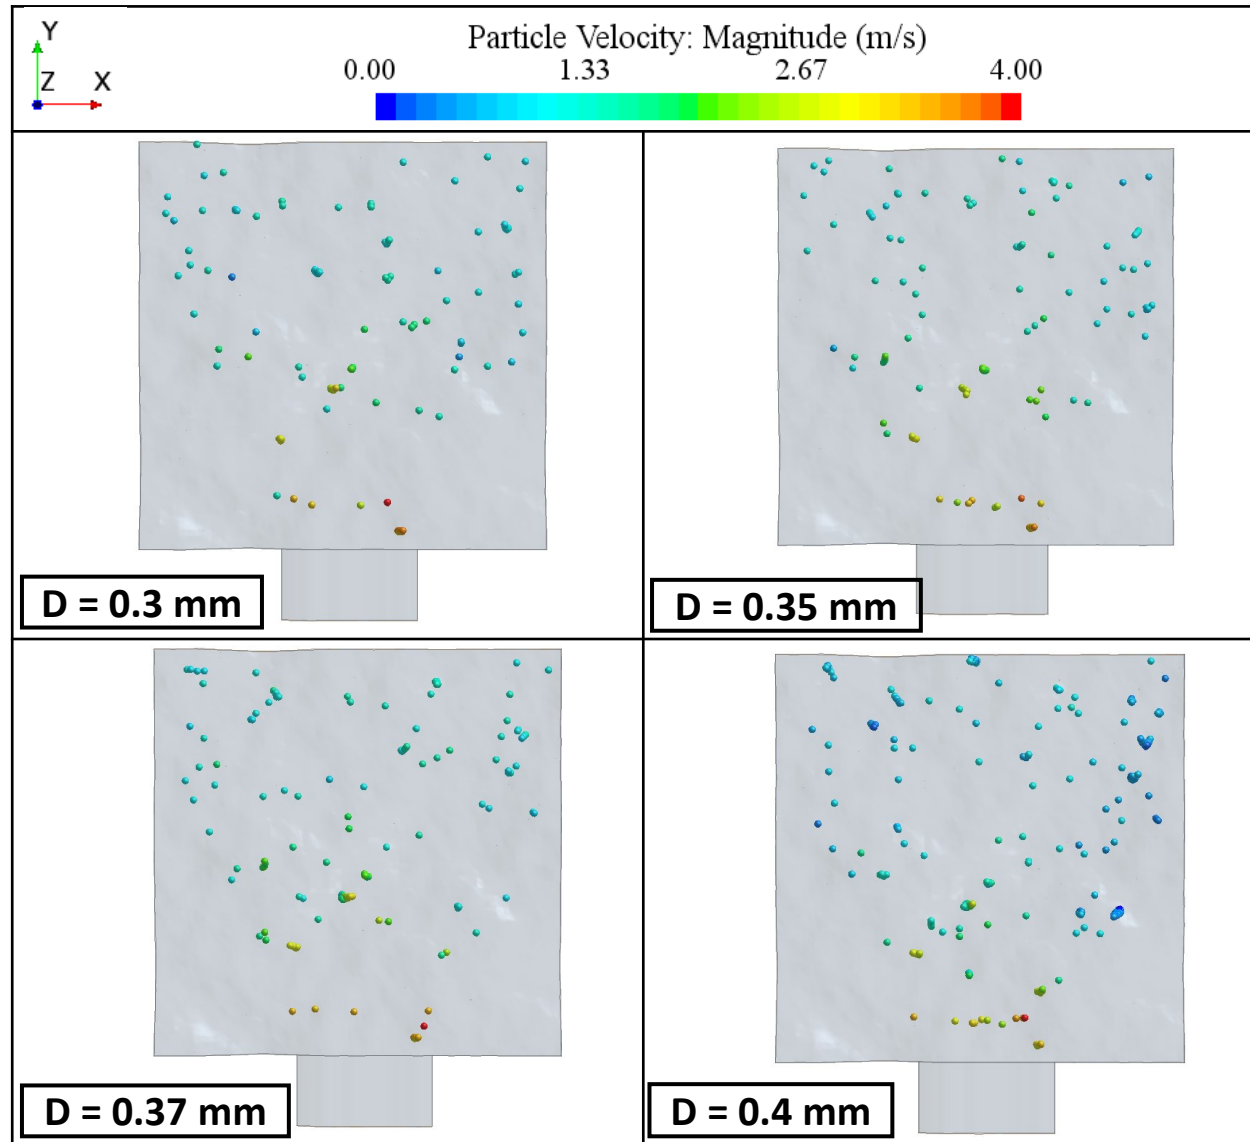 Y
Z X
Particle Velocity: Magnitude (m/s)
0.00 1.33 2.67 4.00
D = 0.3 mm
D = 0.35 mm
D = 0.37 mm
D = 0.4 mm